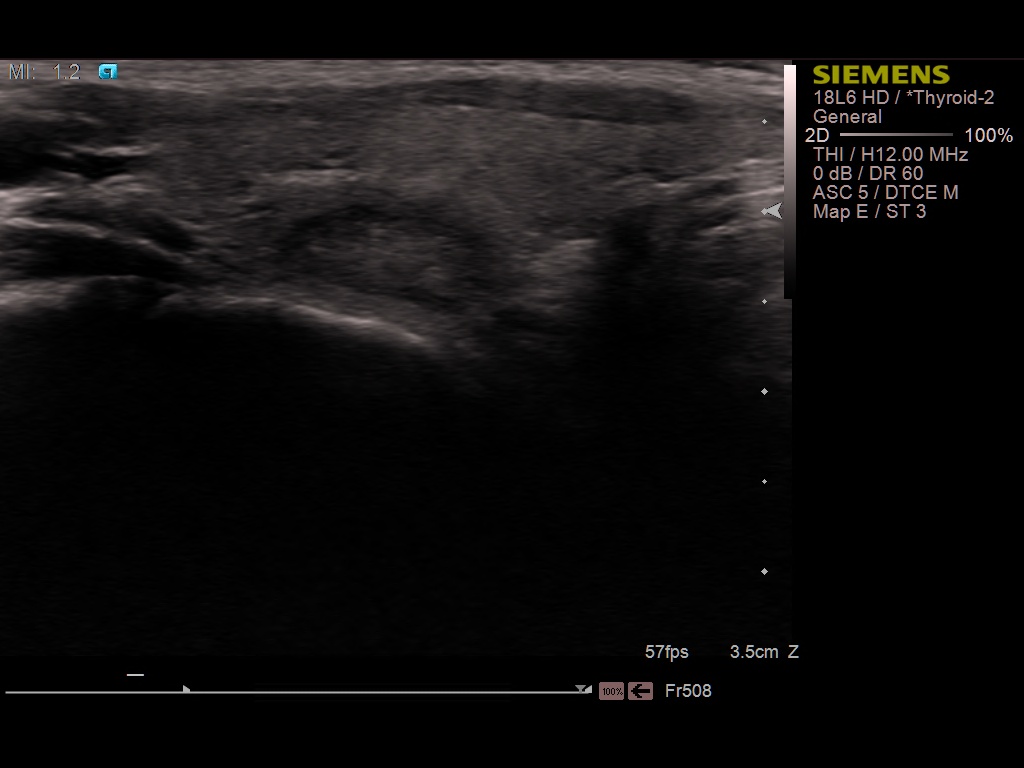 MI: 1.2
SIEMENS
18L6 HD / *Thyroid-2
General
2D 100%
THI / H12.00 MHz
0 dB / DR 60
ASC 5 / DTCE M
Map E / ST 3
57fps 3.5cm Z
100% Fr508